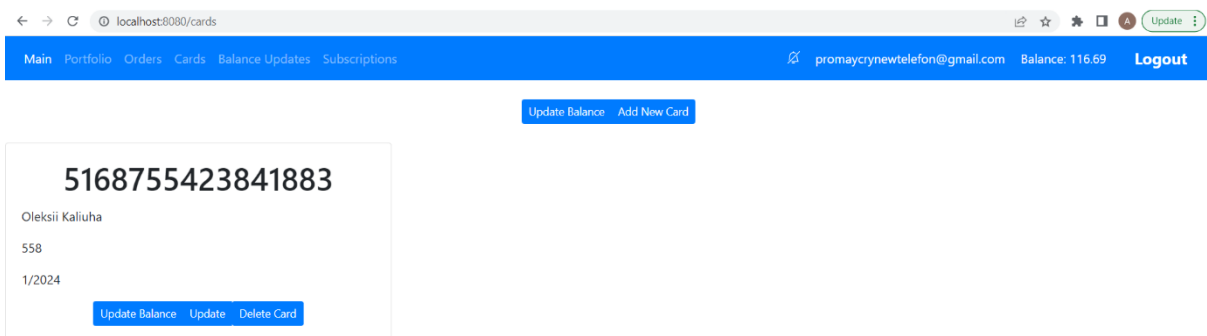 localhost:8080/cards
A
Update
Main Portfolio Orders Cards Balance Updates Subscriptions promaycrynewtelefon@gmail.com Balance: 116.69 Logout
Update Balance Add New Card
5168755423841883
Oleksii Kaliuha
558
1/2024
Update Balance Update Delete Card